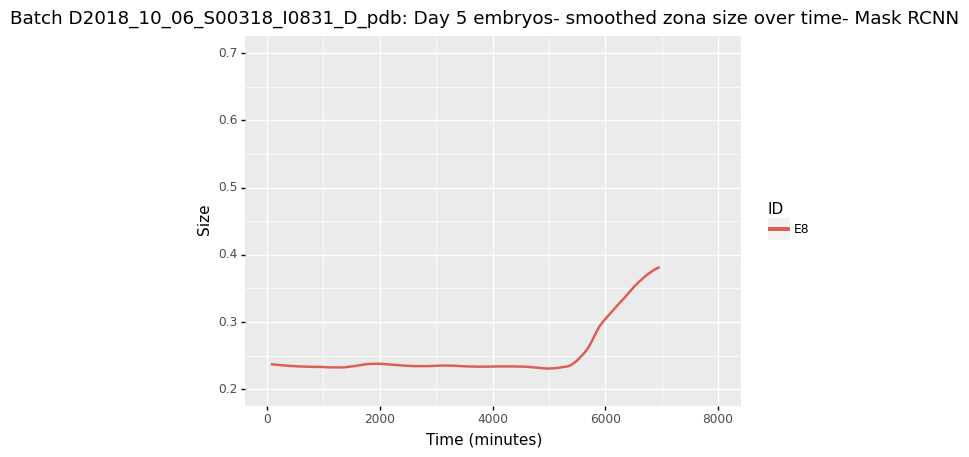 Batch D2018_10_06_S00318_I0831_D_pdb: Day 5 embryos- smoothed zona size over time- Mask RCNN
0.7
0.6
0.5
0.4
0.3
0.2
Size
0 2000 4000 6000 8000
Time (minutes)
ID
E8